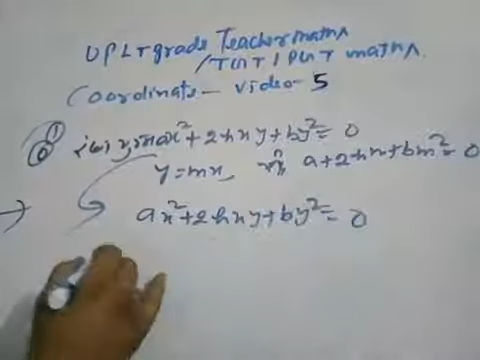 UP LT grade Teacher maths
/ TGT / PGT maths
Coordinate - video - 5
ax²+2hxy+by²= 0
y=mx, a+2hm+bm²=0
ax²+2hxy+by²= 0